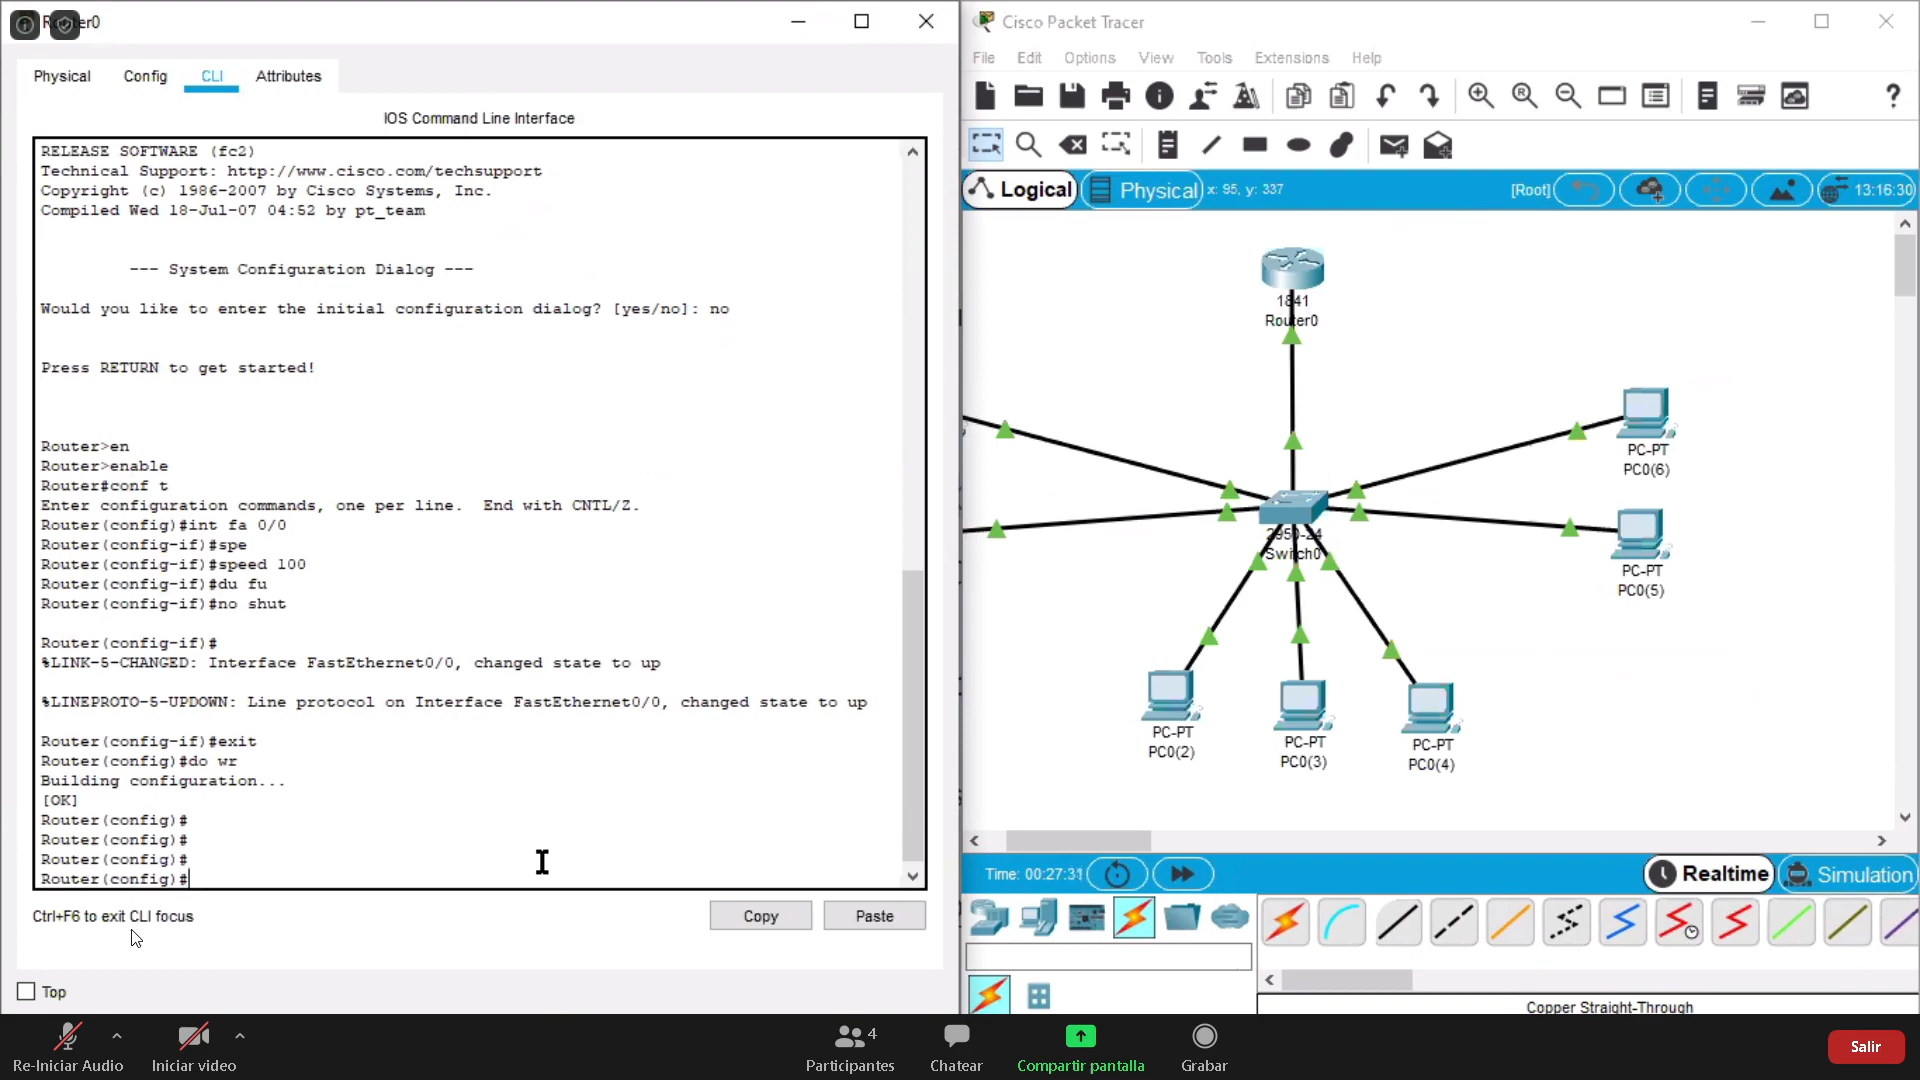 Router0
Physical Config CLI Attributes
IOS Command Line Interface
RELEASE SOFTWARE (fc2)
Technical Support: http://www.cisco.com/techsupport
Copyright (c) 1986-2007 by Cisco Systems, Inc.
Compiled Wed 18-Jul-07 04:52 by pt_team
--- System Configuration Dialog ---
Would you like to enter the initial configuration dialog? [yes/no]: no
Press RETURN to get started!
Router>en
Router>enable
Router#conf t
Enter configuration commands, one per line. End with CNTL/Z.
Router(config)#int fa 0/0
Router(config-if)#spe
Router(config-if)#speed 100
Router(config-if)#du fu
Router(config-if)#no shut
Router(config-if)#
%LINK-5-CHANGED: Interface FastEthernet0/0, changed state to up
%LINEPROTO-5-UPDOWN: Line protocol on Interface FastEthernet0/0, changed state to up
Router(config-if)#exit
Router(config)#do wr
Building configuration...
[OK]
Router(config)#
Router(config)#
Router(config)#
Router(config)#
Ctrl+F6 to exit CLI focus
Copy Paste
Top
Cisco Packet Tracer
File Edit Options View Tools Extensions Help
Logical Physical x: 95, y: 337 [Root] 13:16:30
1841
Router0
PC-PT
PC0(6)
2950-24
Switch0
PC-PT
PC0(5)
PC-PT
PC0(2)
PC-PT
PC0(3)
PC-PT
PC0(4)
Time: 00:27:31 Realtime Simulation
Copper Straight-Through
Re-Iniciar Audio Iniciar video Participantes 4 Chatear Compartir pantalla Grabar Salir